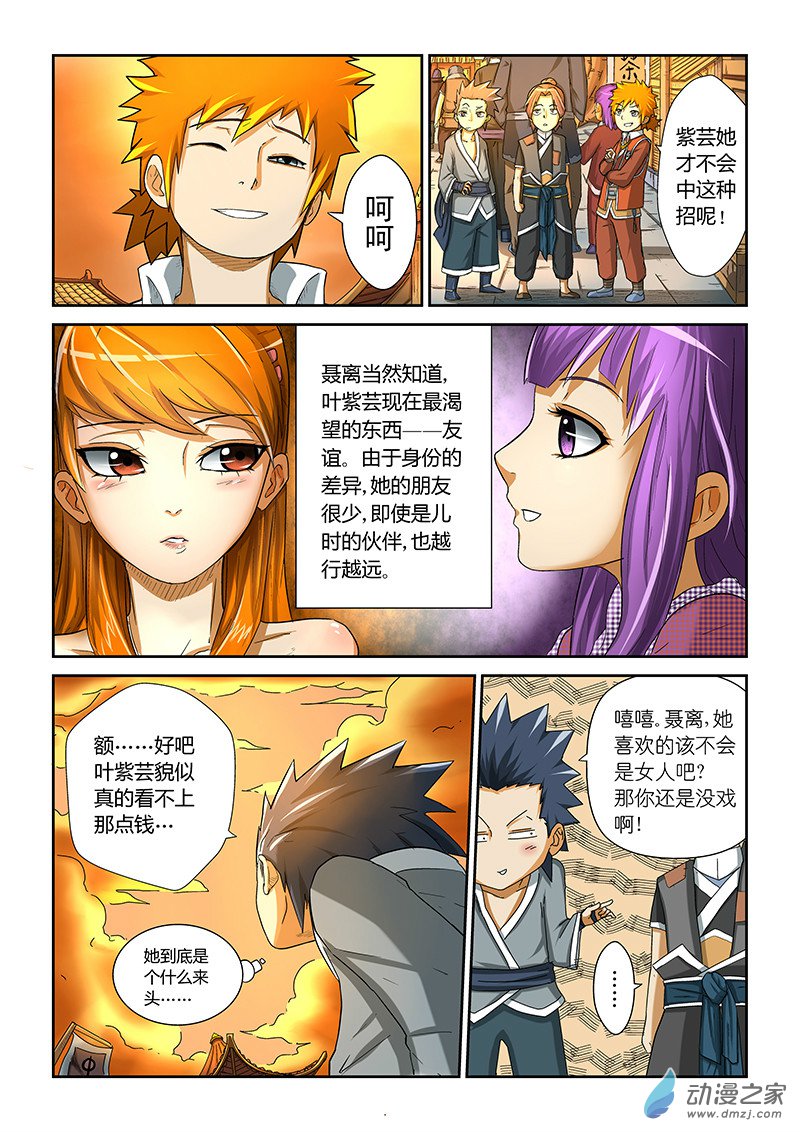 呵
呵
茶
紫芸她
才不会
中这种
招呢！
聂离当然知道，
叶紫芸现在最渴
望的东西——友
谊。由于身份的
差异，她的朋友
很少，即使是儿
时的伙伴，也越
行越远。
额……好吧
叶紫芸貌似
真的看不上
那点钱…
她到底是
个什么来
头……
嘻嘻。聂离，她
喜欢的该不会
是女人吧？
那你还是没戏
啊！
……
动漫之家
www.dmzj.com